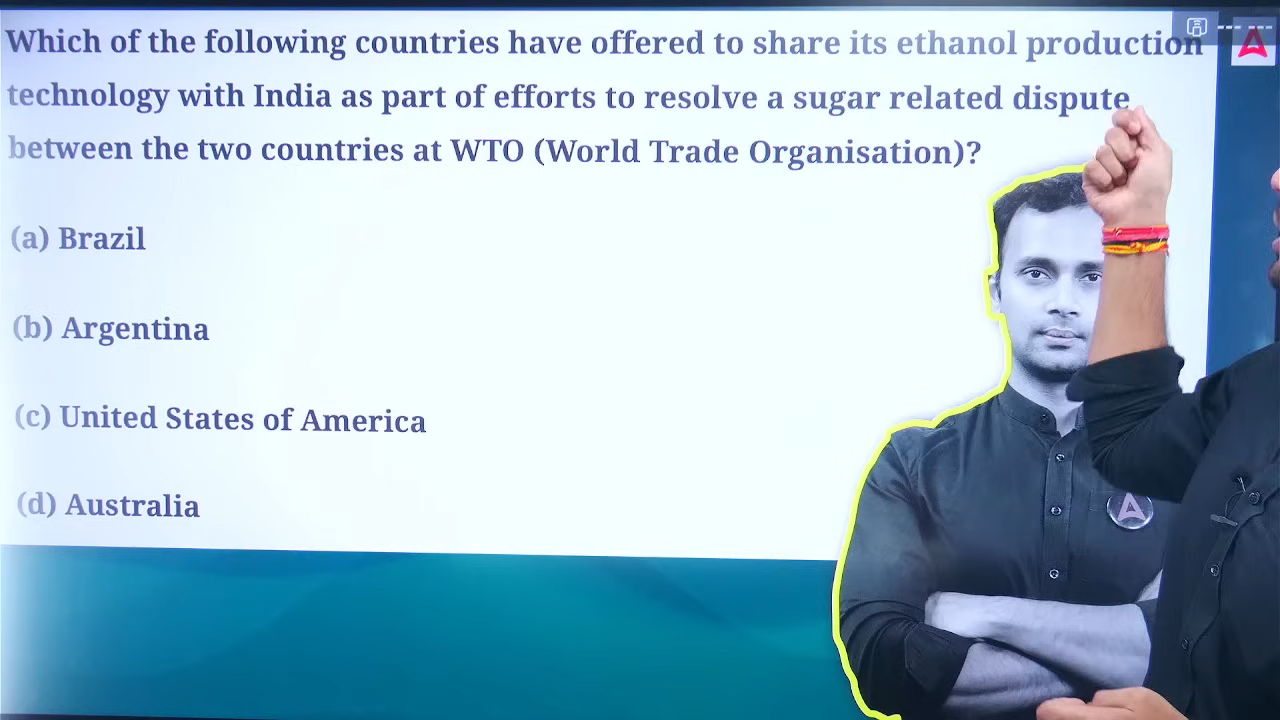 Which of the following countries have offered to share its ethanol production
technology with India as part of efforts to resolve a sugar related dispute
between the two countries at WTO (World Trade Organisation)?
(a) Brazil
(b) Argentina
(c) United States of America
(d) Australia